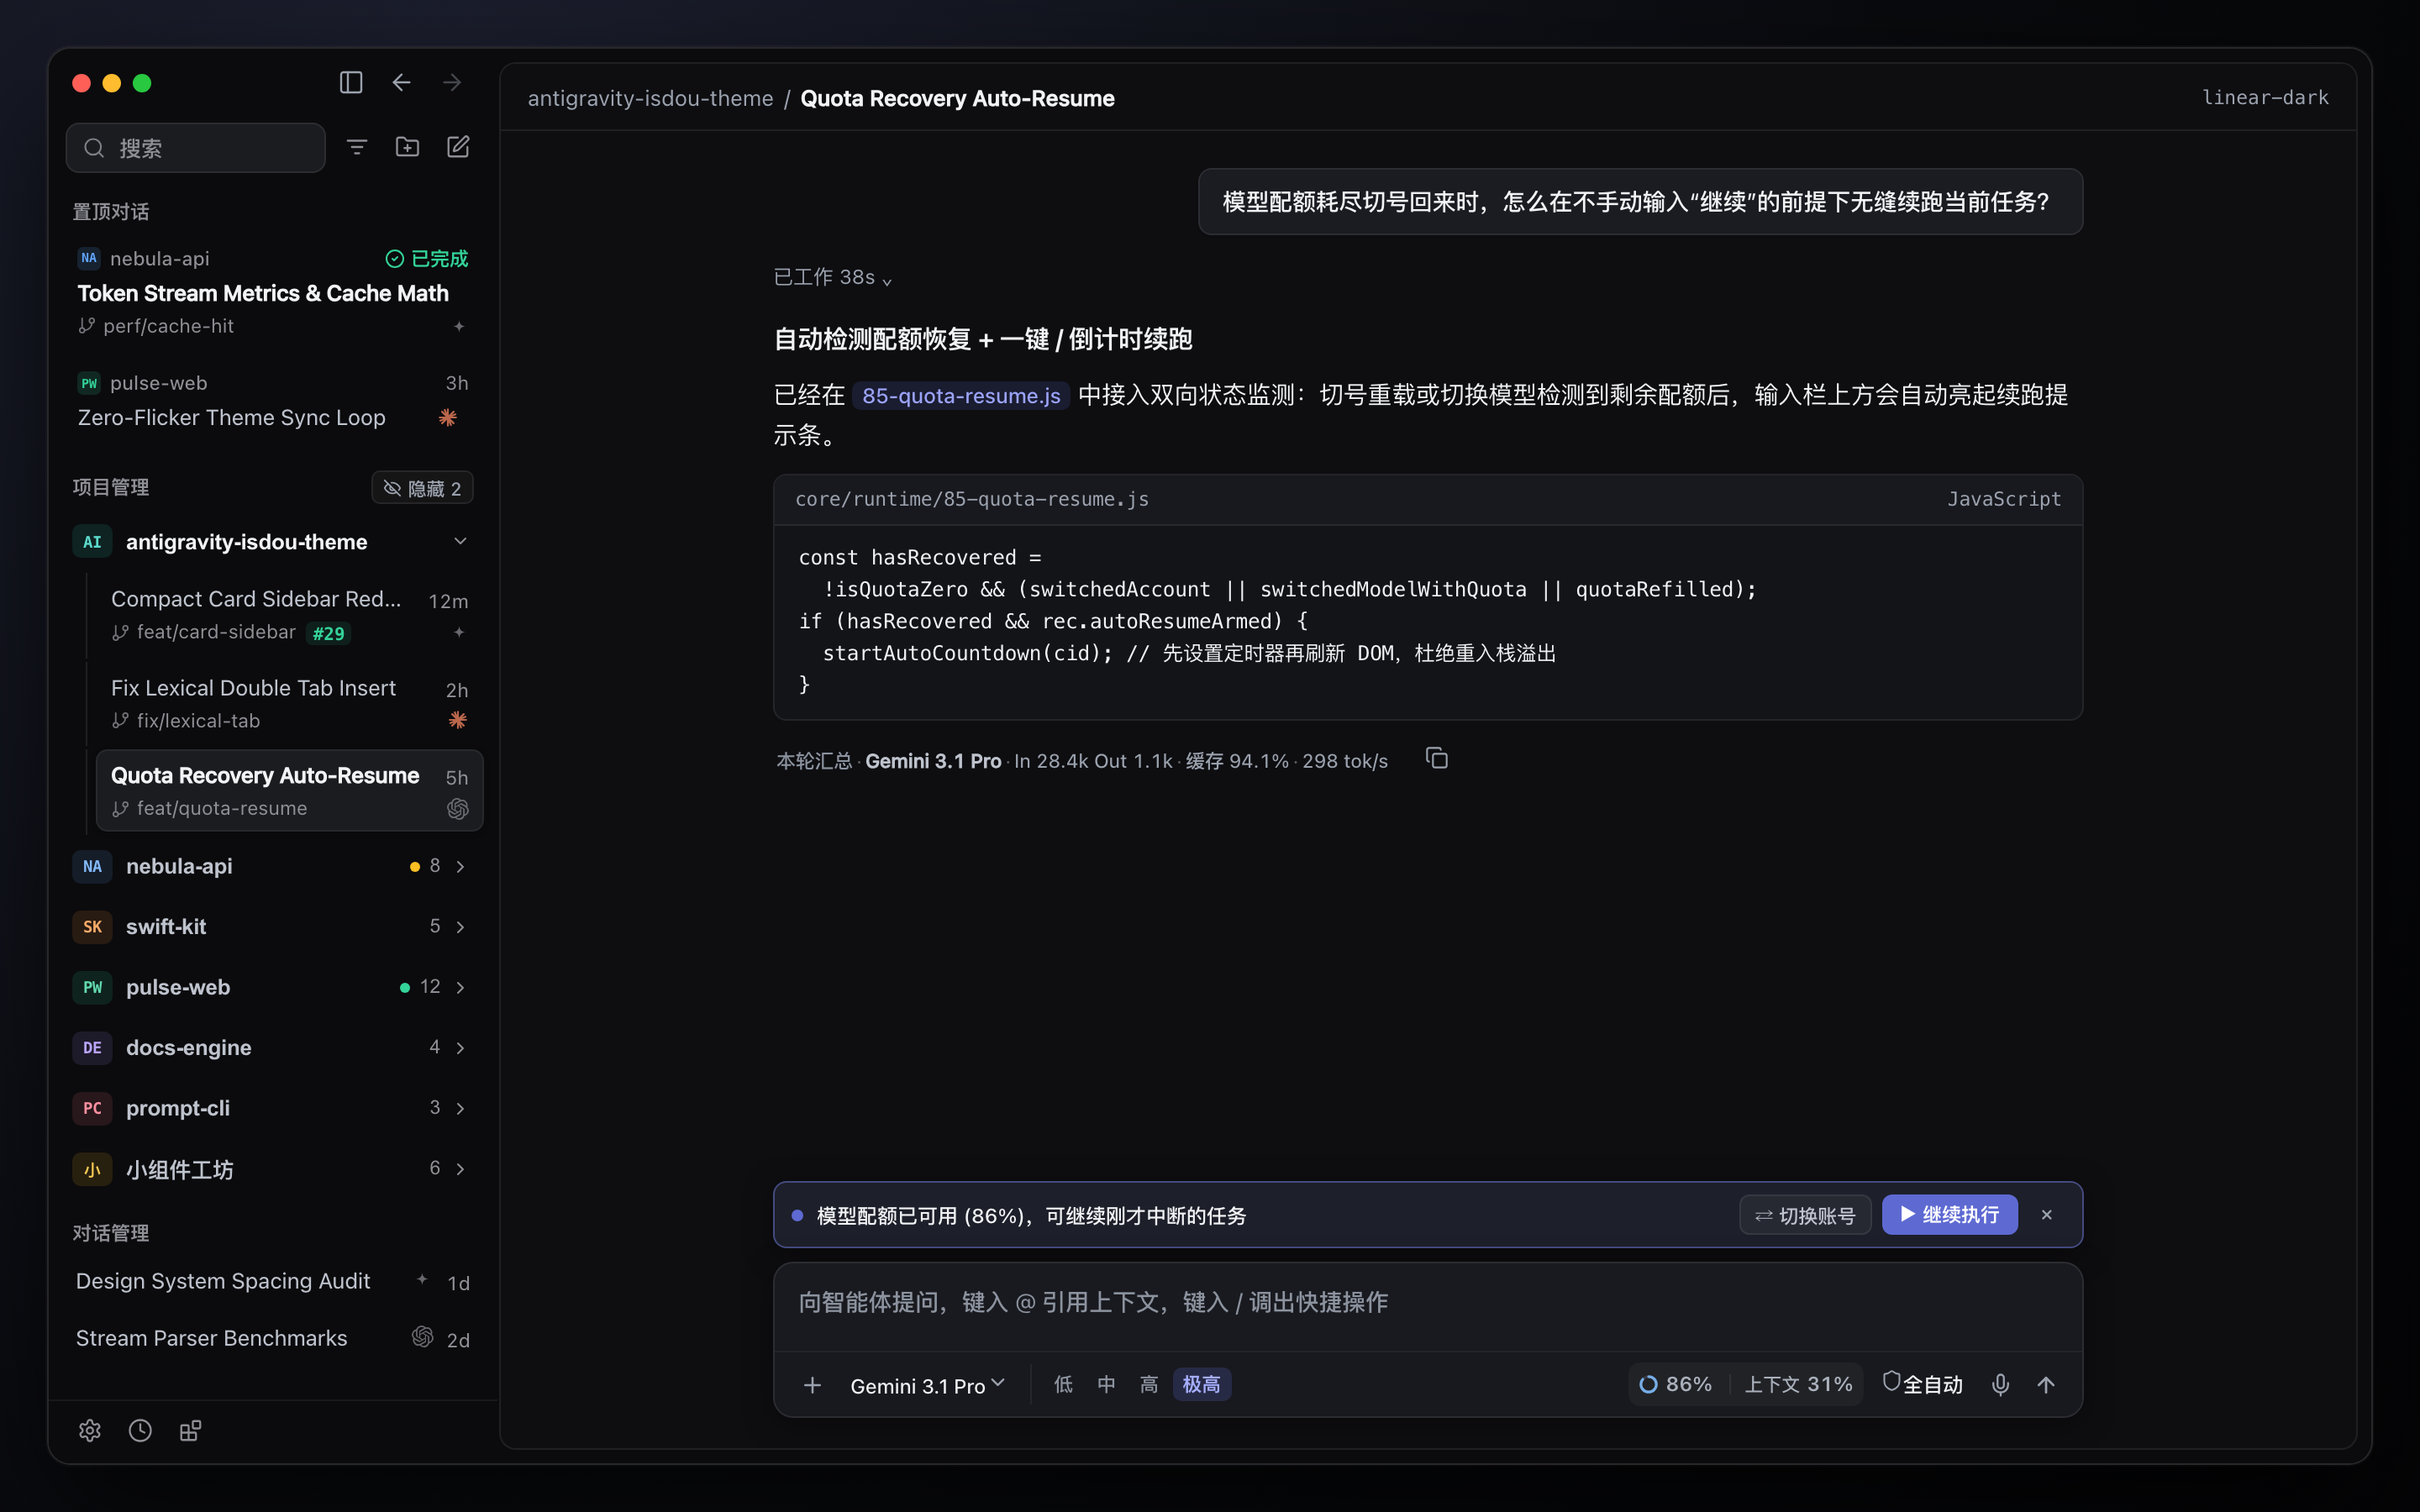 搜索
置顶对话
NA nebula-api 已完成
Token Stream Metrics & Cache Math
perf/cache-hit
PW pulse-web 3h
Zero-Flicker Theme Sync Loop
项目管理 隐藏 2
AI antigravity-isdou-theme
Compact Card Sidebar Red... 12m
feat/card-sidebar #29
Fix Lexical Double Tab Insert 2h
fix/lexical-tab
Quota Recovery Auto-Resume 5h
feat/quota-resume
NA nebula-api 8
SK swift-kit 5
PW pulse-web 12
DE docs-engine 4
PC prompt-cli 3
小 小组件工坊 6
对话管理
Design System Spacing Audit 1d
Stream Parser Benchmarks 2d
antigravity-isdou-theme / Quota Recovery Auto-Resume linear-dark
模型配额耗尽切号回来时，怎么在不手动输入“继续”的前提下无缝续跑当前任务？
已工作 38s
自动检测配额恢复 + 一键 / 倒计时续跑
已经在 85-quota-resume.js 中接入双向状态监测：切号重载或切换模型检测到剩余配额后，输入栏上方会自动亮起续跑提
示条。
core/runtime/85-quota-resume.js JavaScript
const hasRecovered =
!isQuotaZero && (switchedAccount || switchedModelWithQuota || quotaRefilled);
if (hasRecovered && rec.autoResumeArmed) {
startAutoCountdown(cid); // 先设置定时器再刷新 DOM，杜绝重入栈溢出
}
本轮汇总 · Gemini 3.1 Pro · In 28.4k Out 1.1k · 缓存 94.1% · 298 tok/s
模型配额已可用 (86%)，可继续刚才中断的任务 ⇄ 切换账号 ▶ 继续执行 ×
向智能体提问，键入 @ 引用上下文，键入 / 调出快捷操作
Gemini 3.1 Pro 低 中 高 极高 86% 上下文 31% 全自动